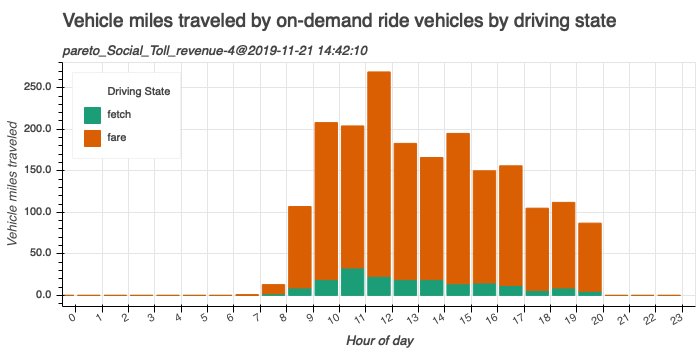 Vehicle miles traveled by on-demand ride vehicles by driving state
pareto_Social_Toll_revenue-4@2019-11-21 14:42:10
Driving State
fetch
fare
Vehicle miles traveled
250.0
200.0
150.0
100.0
50.0
0.0
0 1 2 3 4 5 6 7 8 9 10 11 12 13 14 15 16 17 18 19 20 21 22 23
Hour of day